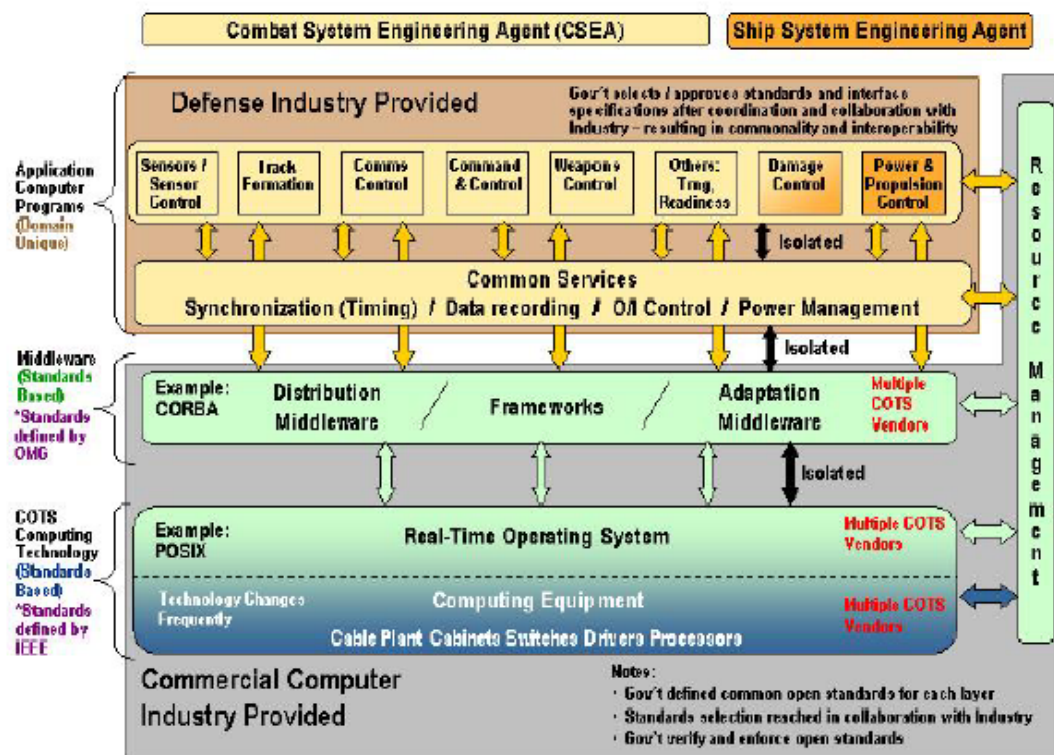 Combat System Engineering Agent (CSEA)
Ship System Engineering Agent
Defense Industry Provided
Gov't selects / approves standards and interface
specifications after coordination and collaboration with
Industry – resulting in commonality and interoperability
Application
Computer
Programs
(Domain
Unique)
Sensors /
Sensor
Control
Track
Formation
Comms
Control
Command
& Control
Weapons
Control
Others:
Trng,
Readiness
Damage
Control
Power &
Propulsion
Control
Isolated
Common Services
Synchronization (Timing) / Data recording / O/I Control / Power Management
Resource Management
Middleware
(Standards
Based)
*Standards
defined by
OMG
Isolated
Example:
CORBA
Distribution
Middleware
/ Frameworks /
Adaptation
Middleware
Multiple
COTS
Vendors
Isolated
COTS
Computing
Technology
(Standards
Based)
*Standards
defined by
IEEE
Example:
POSIX
Real-Time Operating System
Multiple COTS
Vendors
Technology Changes
Frequently
Computing Equipment
Multiple COTS
Vendors
Cable Plant Cabinets Switches Drivers Processors
Commercial Computer
Industry Provided
Notes:
· Gov't defined common open standards for each layer
· Standards selection reached in collaboration with Industry
· Gov't verify and enforce open standards